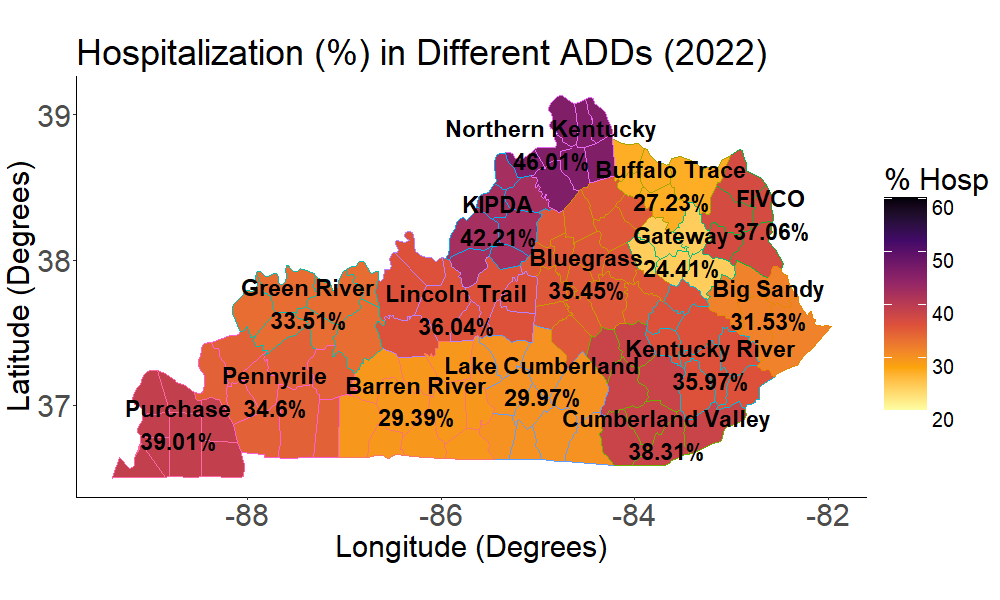 Hospitalization (%) in Different ADDs (2022)
Latitude (Degrees)
39
38
37
Northern Kentucky
46.01%
Buffalo Trace
27.23%
FIVCO
37.06%
KIPDA
42.21%
Gateway
24.41%
Bluegrass
35.45%
Big Sandy
31.53%
Green River
33.51%
Lincoln Trail
36.04%
Kentucky River
35.97%
Lake Cumberland
29.97%
Pennyrile
34.6%
Barren River
29.39%
Purchase
39.01%
Cumberland Valley
38.31%
-88
-86
-84
-82
Longitude (Degrees)
% Hosp
60
50
40
30
20